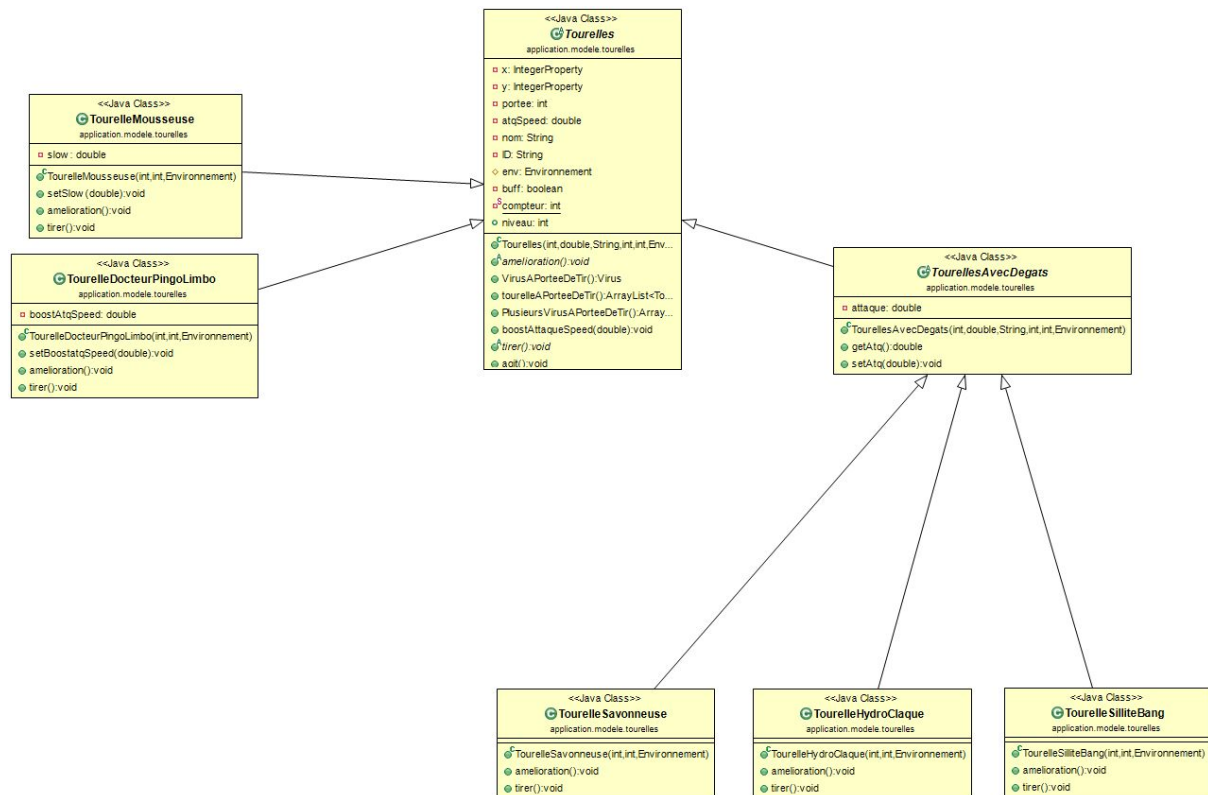 <<Java Class>>
Tourelles
application.modele.tourelles
x: IntegerProperty
y: IntegerProperty
portee: int
atqSpeed: double
nom: String
ID: String
env: Environnement
buff: boolean
compteur: int
niveau: int
Tourelles(int,double,String,int,int,Env...
amelioration():void
VirusAPorteeDeTir():Virus
tourelleAPorteeDeTir():ArrayList<To...
PlusieursVirusAPorteeDeTir():Array...
boostAttaqueSpeed(double):void
tirer():void
agit():void
<<Java Class>>
TourelleMousseuse
application.modele.tourelles
slow : double
TourelleMousseuse(int,int,Environnement)
setSlow (double):void
amelioration():void
tirer():void
<<Java Class>>
TourelleDocteurPingoLimbo
application.modele.tourelles
boostAtqSpeed: double
TourelleDocteurPingoLimbo(int,int,Environnement)
setBoostatqSpeed(double):void
amelioration():void
tirer():void
<<Java Class>>
TourellesAvecDegats
application.modele.tourelles
attaque: double
TourellesAvecDegats(int,double,String,int,int,Environnement)
getAtq():double
setAtq(double):void
<<Java Class>>
TourelleSavonneuse
application.modele.tourelles
TourelleSavonneuse(int,int,Environnement)
amelioration():void
tirer():void
<<Java Class>>
TourelleHydroClaque
application.modele.tourelles
TourelleHydroClaque(int,int,Environnement)
amelioration():void
tirer():void
<<Java Class>>
TourelleSilliteBang
application.modele.tourelles
TourelleSilliteBang(int,int,Environnement)
amelioration():void
tirer():void